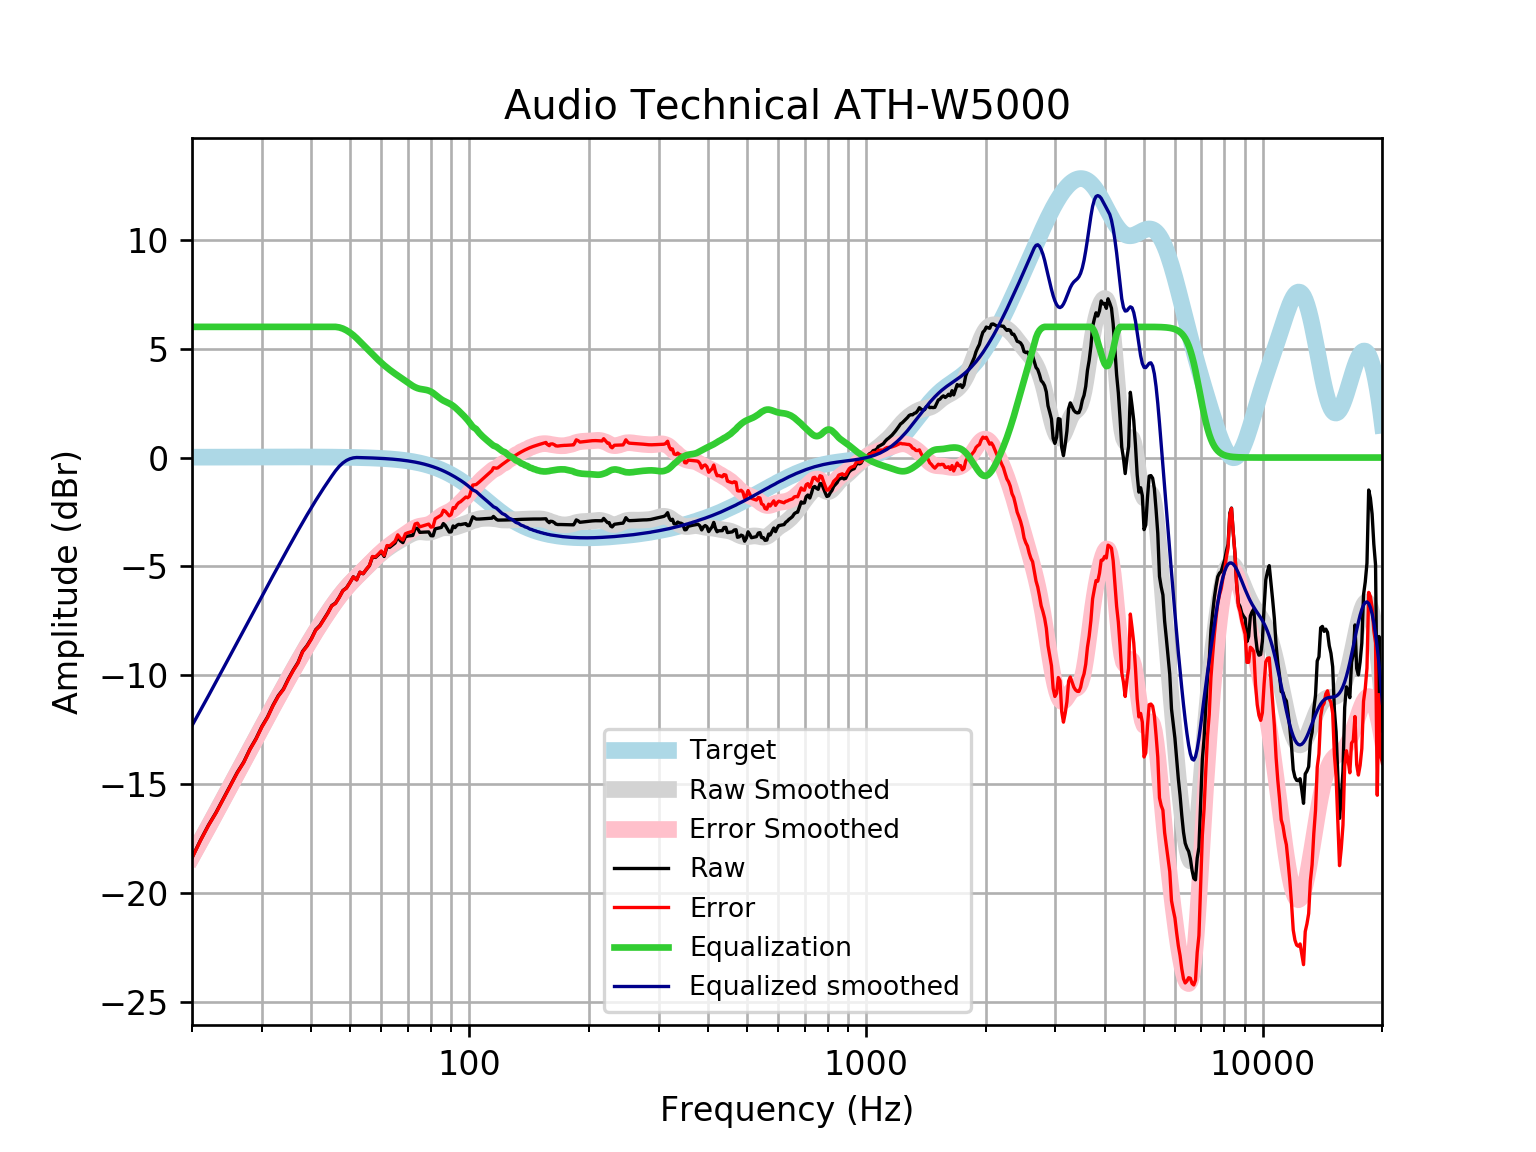 Audio Technical ATH-W5000
10
5
0
−5
−10
−15
−20
−25
Amplitude (dBr)
Target
Raw Smoothed
Error Smoothed
Raw
Error
Equalization
Equalized smoothed
100
1000
10000
Frequency (Hz)